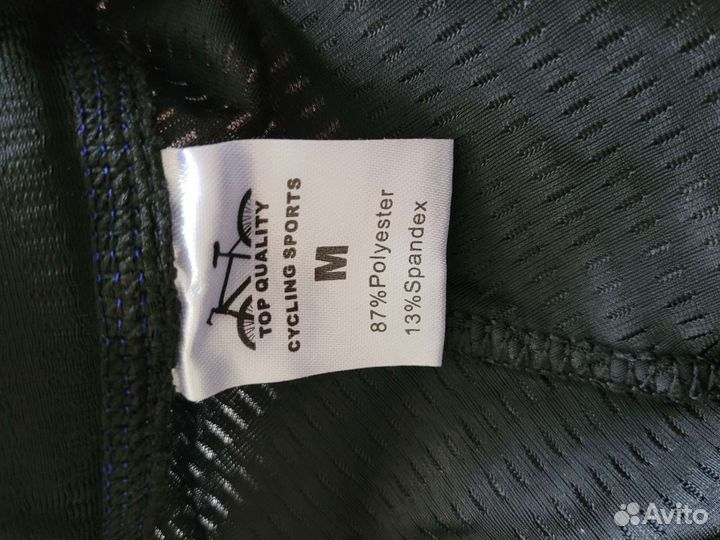 TOP QUALITY
CYCLING SPORTS
M
87%Polyester
13%Spandex
Avito